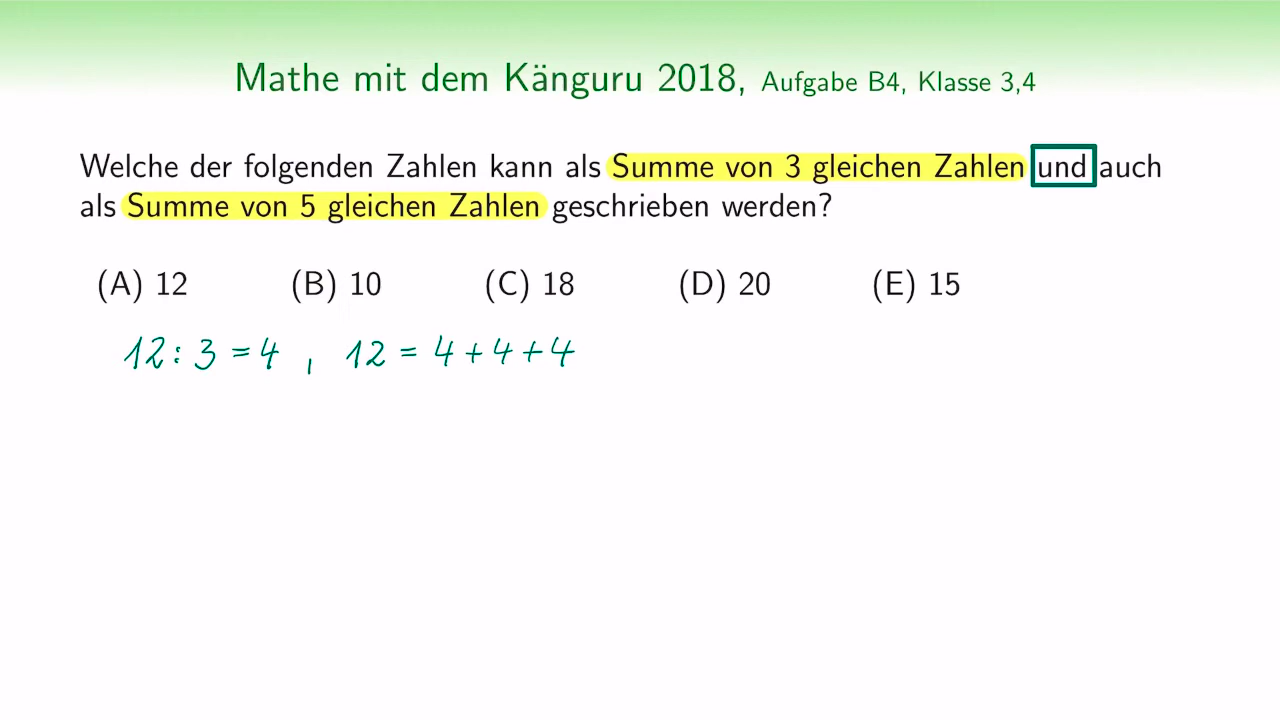 Mathe mit dem Känguru 2018, Aufgabe B4, Klasse 3,4
Welche der folgenden Zahlen kann als Summe von 3 gleichen Zahlen und auch
als Summe von 5 gleichen Zahlen geschrieben werden?
(A) 12 (B) 10 (C) 18 (D) 20 (E) 15
12 : 3 = 4 , 12 = 4 + 4 + 4